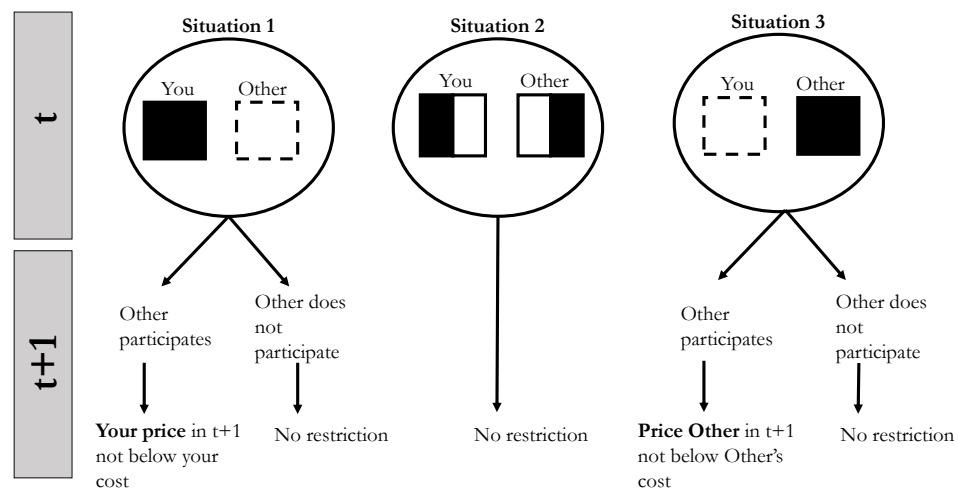 t
Situation 1
Situation 2
Situation 3
You
Other
You
Other
You
Other
t+1
Other
participates
Other does
not
participate
Other
participates
Other does
not
participate
Your price in t+1
not below your
cost
No restriction
No restriction
Price Other in t+1
not below Other's
cost
No restriction